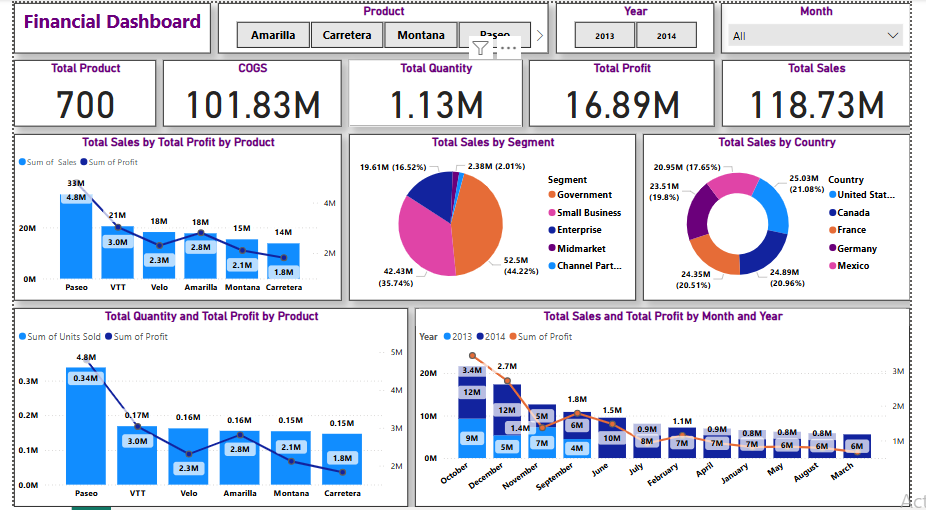 Financial Dashboard
Product
Amarilla Carretera Montana Paseo
Year
2013 2014
Month
All
Total Product
700
COGS
101.83M
Total Quantity
1.13M
Total Profit
16.89M
Total Sales
118.73M
Total Sales by Total Profit by Product
Sum of Sales Sum of Profit
33M
4.8M
21M
3.0M
18M
2.3M
18M
2.8M
15M
2.1M
14M
1.8M
20M
0M
4M
2M
Paseo VTT Velo Amarilla Montana Carretera
Total Sales by Segment
19.61M (16.52%)
2.38M (2.01%)
42.43M
(35.74%)
52.5M
(44.22%)
Segment
Government
Small Business
Enterprise
Midmarket
Channel Part...
Total Sales by Country
20.95M (17.65%)
23.51M
(19.8%)
25.03M
(21.08%)
24.35M
(20.51%)
24.89M
(20.96%)
Country
United Stat...
Canada
France
Germany
Mexico
Total Quantity and Total Profit by Product
Sum of Units Sold Sum of Profit
4.8M
0.34M
0.17M
3.0M
0.16M
2.3M
0.16M
2.8M
0.15M
2.1M
0.15M
1.8M
0.3M
0.2M
0.1M
0.0M
5M
4M
3M
2M
Paseo VTT Velo Amarilla Montana Carretera
Total Sales and Total Profit by Month and Year
Year 2013 2014 Sum of Profit
20M
10M
0M
3M
2M
1M
3.4M
12M
9M
2.7M
12M
5M
1.4M
5M
7M
1.8M
6M
4M
1.5M
10M
0.9M
8M
1.1M
7M
0.9M
7M
0.8M
7M
0.8M
6M
0.8M
6M
6M
October December November September June July February April January May August March